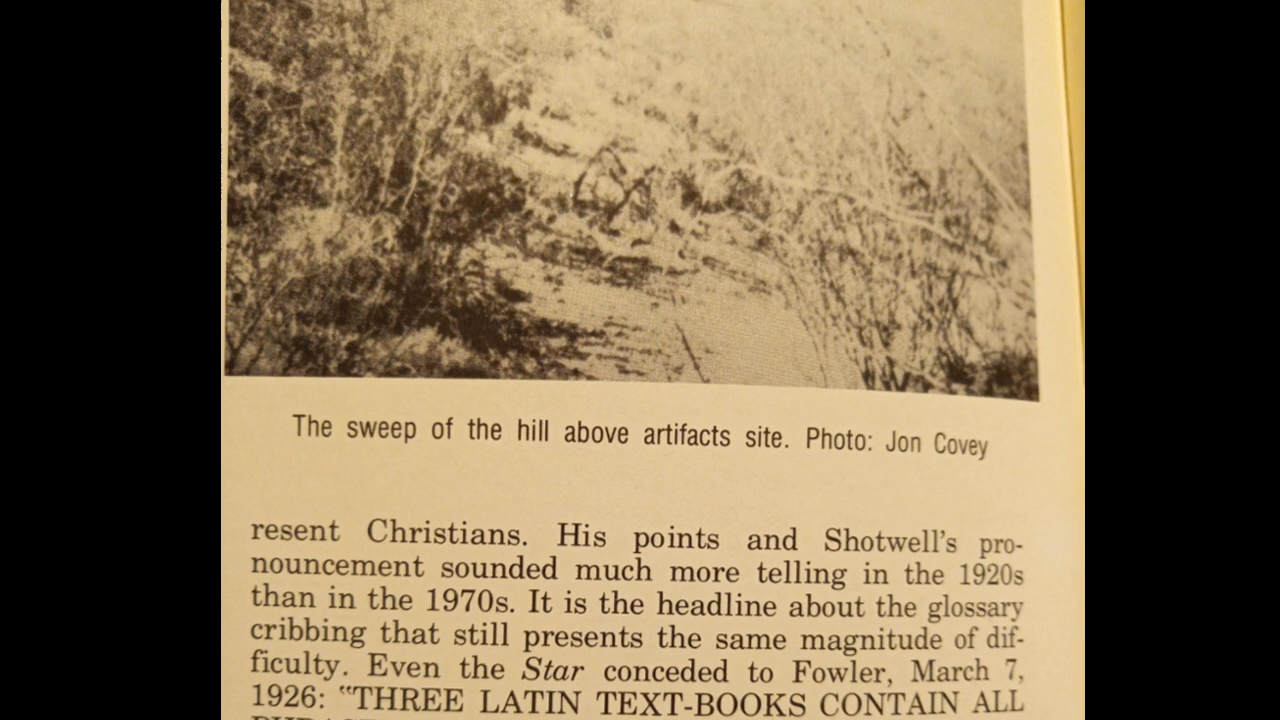 The sweep of the hill above artifacts site. Photo: Jon Covey
resent Christians. His points and Shotwell's pro-
nouncement sounded much more telling in the 1920s
than in the 1970s. It is the headline about the glossary
cribbing that still presents the same magnitude of dif-
ficulty. Even the Star conceded to Fowler, March 7,
1926: "THREE LATIN TEXT-BOOKS CONTAIN ALL